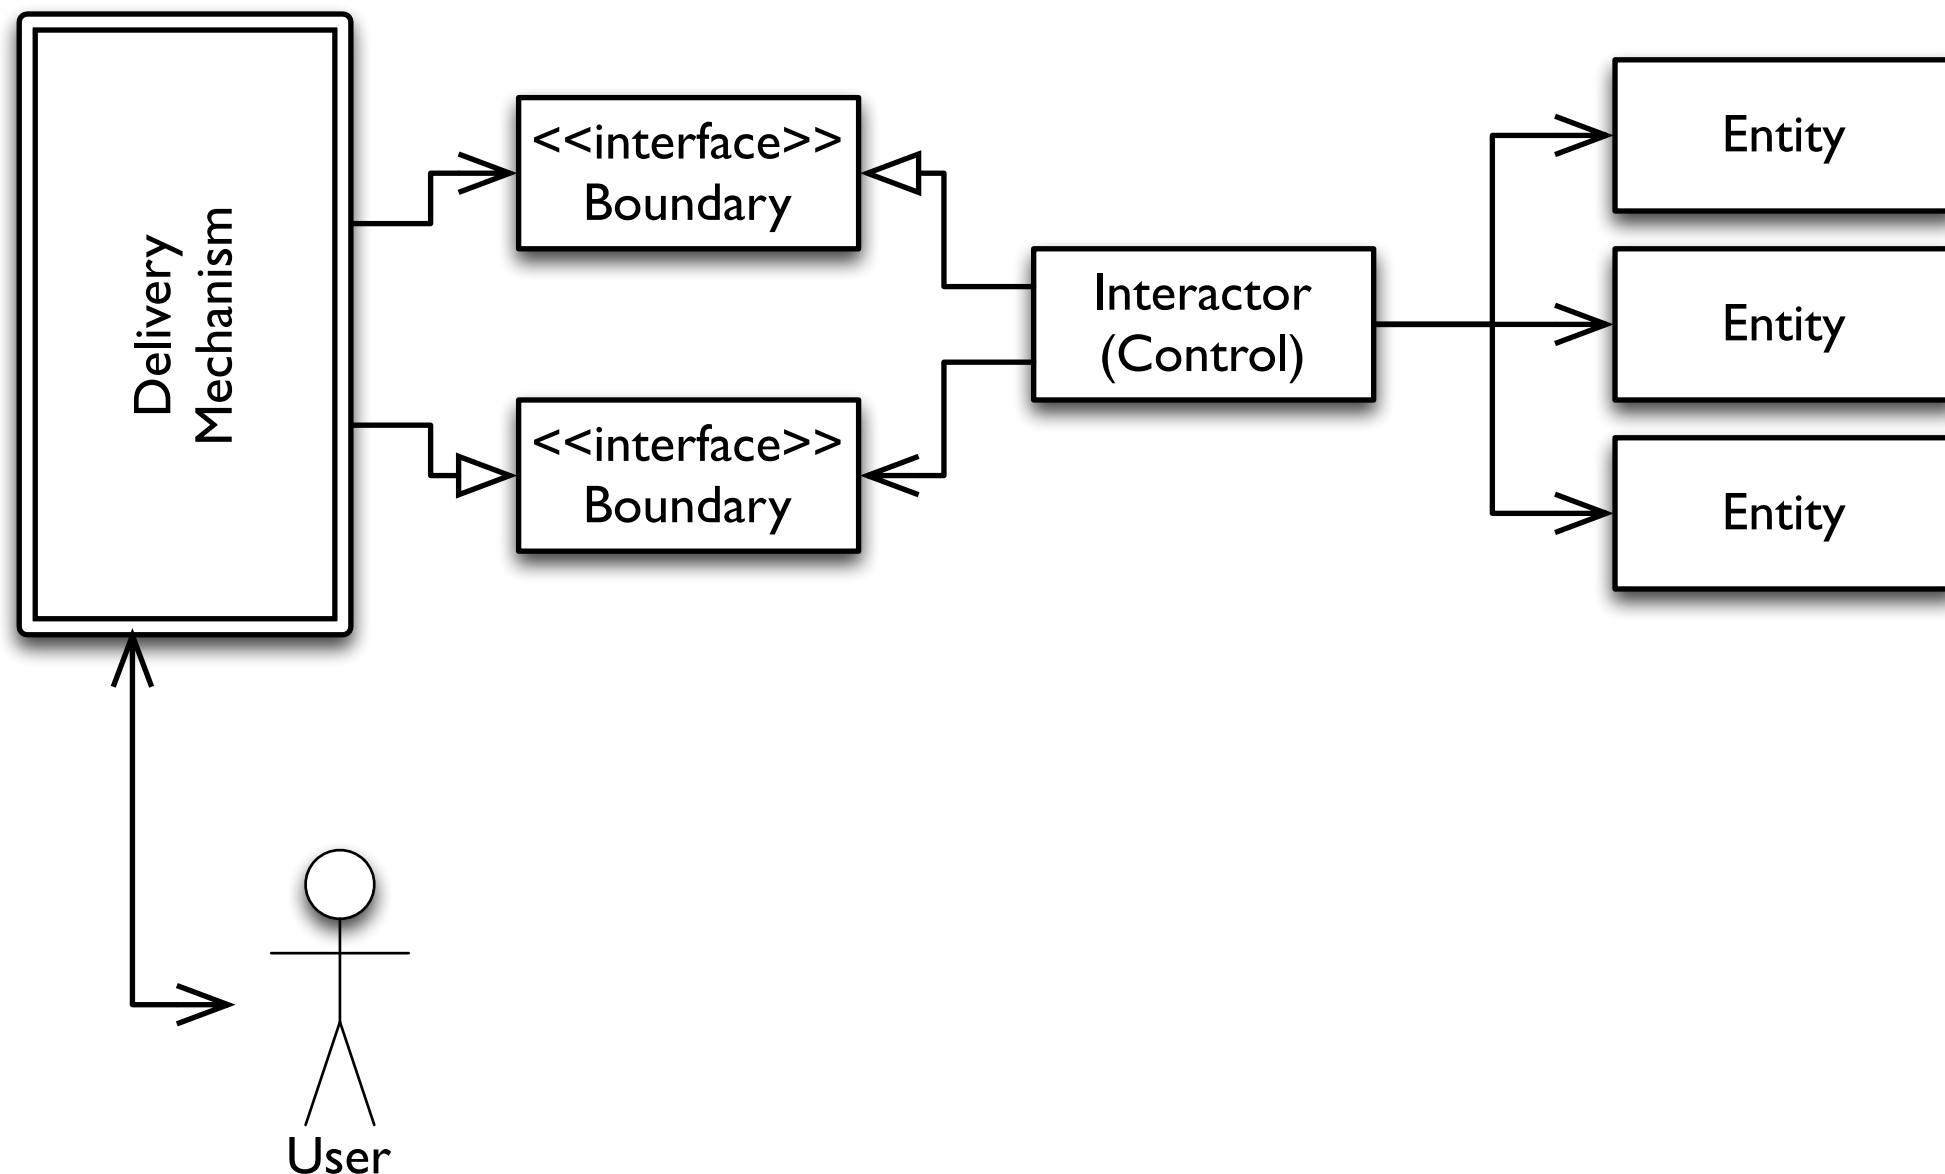 Delivery
Mechanism
<<interface>>
Boundary
<<interface>>
Boundary
Interactor
(Control)
Entity
Entity
Entity
User